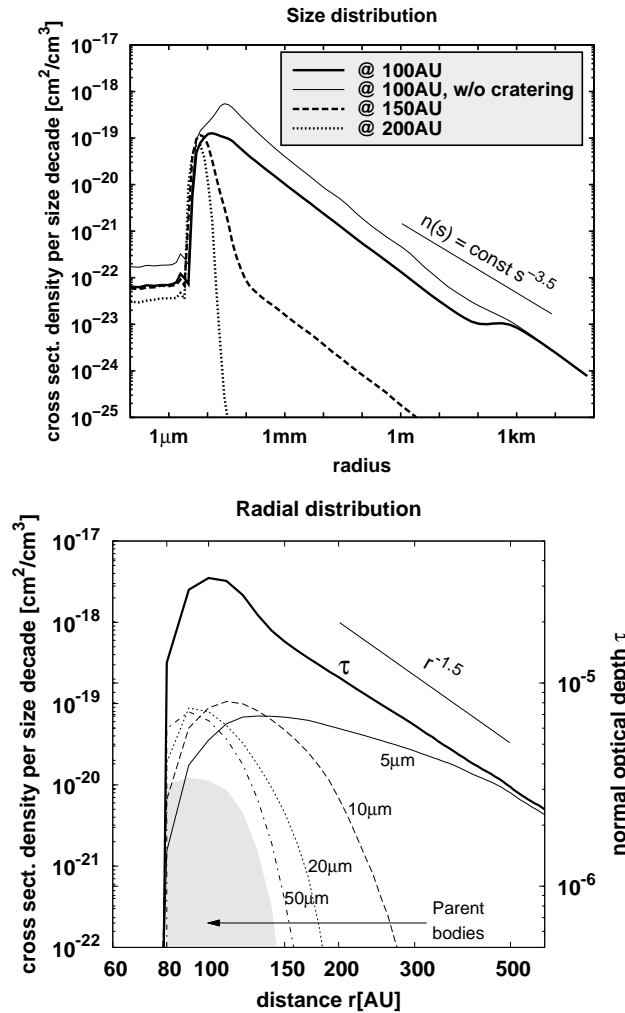 Size distribution
cross sect. density per size decade [cm²/cm³]
10⁻¹⁷
10⁻¹⁸
10⁻¹⁹
10⁻²⁰
10⁻²¹
10⁻²²
10⁻²³
10⁻²⁴
10⁻²⁵
@ 100AU
@ 100AU, w/o cratering
@ 150AU
@ 200AU
n(s) = const s⁻³·⁵
1μm 1mm 1m 1km
radius
Radial distribution
cross sect. density per size decade [cm²/cm³]
10⁻¹⁷
10⁻¹⁸
10⁻¹⁹
10⁻²⁰
10⁻²¹
10⁻²²
τ
r⁻¹·⁵
5μm
10μm
20μm
50μm
Parent
bodies
10⁻⁵
10⁻⁶
normal optical depth τ
60 80 100 150 200 300 500
distance r[AU]